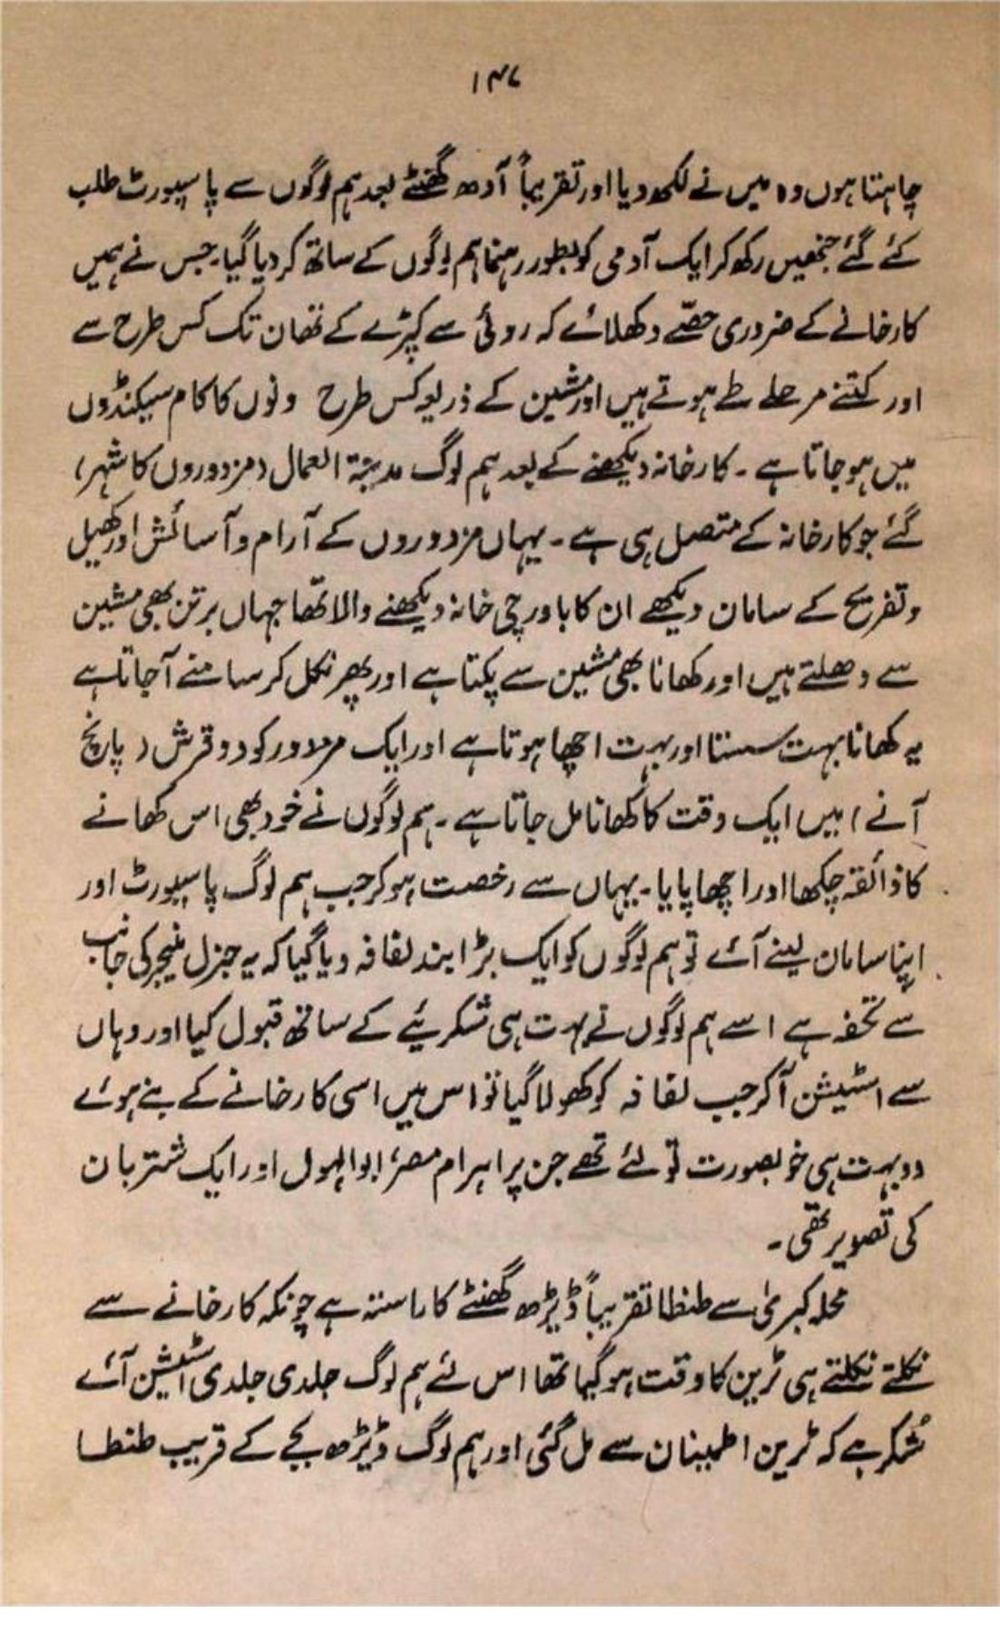 ۱۴۷
چاہتا ہوں وہ میں نے لکھ دیا اور تقریباً آدھ گھنٹے بعد ہم لوگوں سے پاسپورٹ طلب
کئے گئے جنھیں رکھ کر ایک آدمی کو بطور رہنما ہم لوگوں کے ساتھ کر دیا گیا۔ جس نے ہمیں
کارخانے کے ضروری حصّے دکھلائے کہ روئی سے کپڑے کے تھان تک کس طرح سے
اور کتنے مرحلے طے ہوتے ہیں اور مشین کے ذریعہ کس طرح دنوں کا کام سیکنڈوں
میں ہو جاتا ہے ۔ کارخانہ دیکھنے کے بعد ہم لوگ مدینۃ العمال (مزدوروں کا شہر)
گئے جو کارخانہ کے متصل ہی ہے ۔ یہاں مزدوروں کے آرام و آسائش اور کھیل
و تفریح کے سامان دیکھے ان کا باورچی خانہ دیکھنے والا تھا جہاں برتن بھی مشین
سے دھلتے ہیں اور کھانا بھی مشین سے پکتا ہے اور پھر نکل کر سامنے آجاتا ہے
یہ کھانا بہت سستا اور بہت اچھا ہوتا ہے اور ایک مزدور کو دو قرش (پانچ
آنے) میں ایک وقت کا کھانا مل جاتا ہے ۔ ہم لوگوں نے خود بھی اس کھانے
کا ذائقہ چکھا اور اچھا پایا ۔ یہاں سے رخصت ہو کر جب ہم لوگ پاسپورٹ اور
اپنا سامان لینے آئے تو ہم لوگوں کو ایک بڑا بند لفافہ دیا گیا کہ یہ جنرل منیجر کی جانب
سے تحفہ ہے اسے ہم لوگوں نے بہت ہی شکریئے کے ساتھ قبول کیا اور وہاں
سے اسٹیشن آکر جب لفافہ کو کھولا گیا تو اس میں اسی کارخانے کے بنے ہوئے
دو بہت ہی خوبصورت تولئے تھے جن پر اہرام مصر، ابوالہول اور ایک شتربان
کی تصویر تھی ۔
محلہ کبریٰ سے طنطا تقریباً ڈیڑھ گھنٹے کا راستہ ہے چونکہ کارخانے سے
نکلتے نکلتے ہی ٹرین کا وقت ہو گیا تھا اس لئے ہم لوگ جلدی جلدی اسٹیشن آئے
شکر ہے کہ ٹرین اطمینان سے مل گئی اور ہم لوگ ڈیڑھ بجے کے قریب طنطا